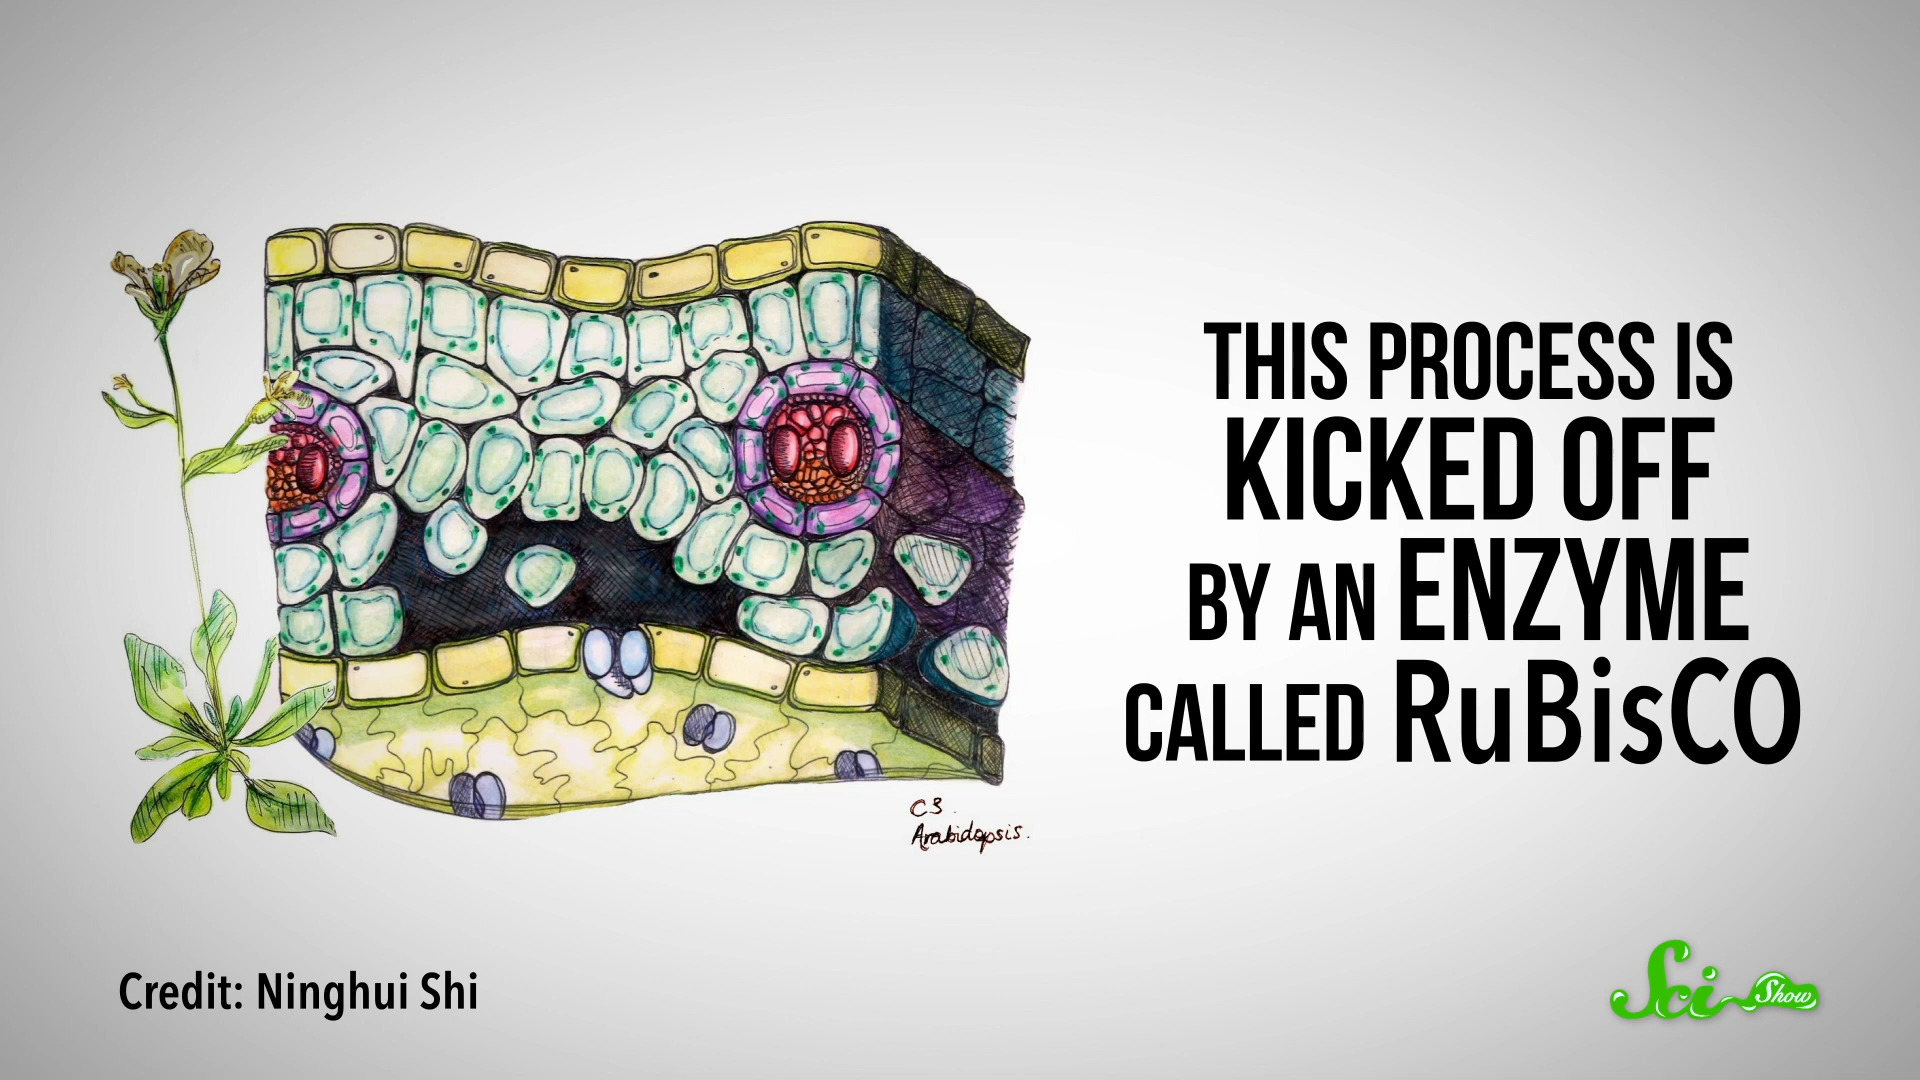 THIS PROCESS IS
KICKED OFF
BY AN ENZYME
CALLED RuBisCO
C3.
Arabidopsis.
Credit: Ninghui Shi
Sci Show